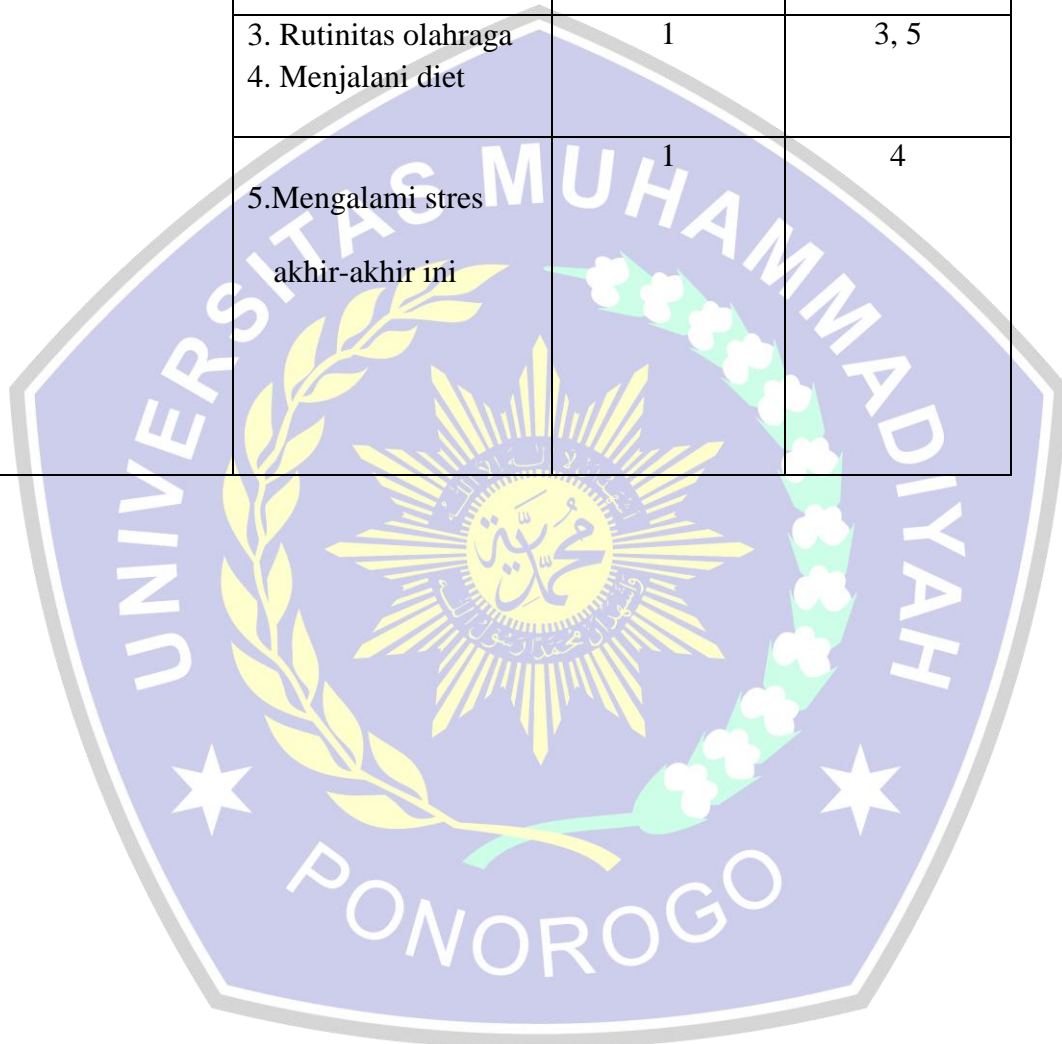 3. Rutinitas olahraga 1 3, 5
4. Menjalani diet
1 4
5.Mengalami stres
akhir-akhir ini
UNIVERSITAS MUHAMMADIYAH
PONOROGO
محمدية